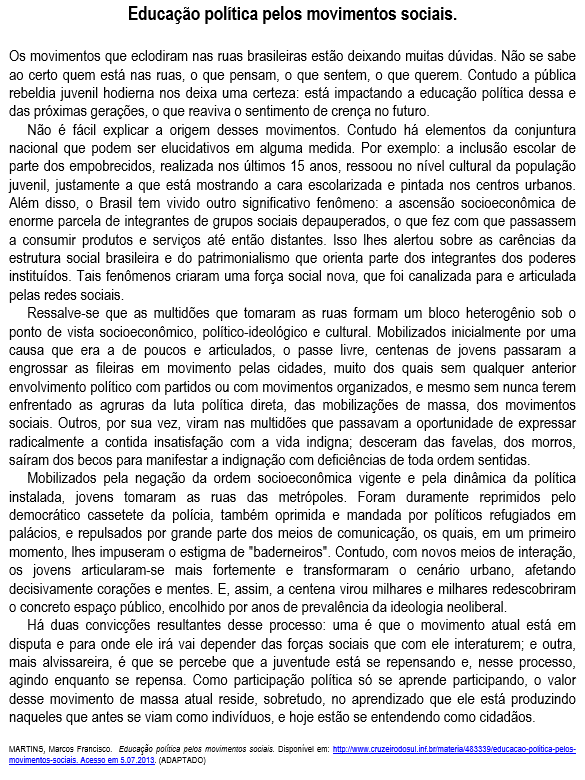 Educação política pelos movimentos sociais.
Os movimentos que eclodiram nas ruas brasileiras estão deixando muitas dúvidas. Não se sabe
ao certo quem está nas ruas, o que pensam, o que sentem, o que querem. Contudo a pública
rebeldia juvenil hodierna nos deixa uma certeza: está impactando a educação política dessa e
das próximas gerações, o que reaviva o sentimento de crença no futuro.
Não é fácil explicar a origem desses movimentos. Contudo há elementos da conjuntura
nacional que podem ser elucidativos em alguma medida. Por exemplo: a inclusão escolar de
parte dos empobrecidos, realizada nos últimos 15 anos, ressoou no nível cultural da população
juvenil, justamente a que está mostrando a cara escolarizada e pintada nos centros urbanos.
Além disso, o Brasil tem vivido outro significativo fenômeno: a ascensão socioeconômica de
enorme parcela de integrantes de grupos sociais depauperados, o que fez com que passassem
a consumir produtos e serviços até então distantes. Isso lhes alertou sobre as carências da
estrutura social brasileira e do patrimonialismo que orienta parte dos integrantes dos poderes
instituídos. Tais fenômenos criaram uma força social nova, que foi canalizada para e articulada
pelas redes sociais.
Ressalve-se que as multidões que tomaram as ruas formam um bloco heterogênio sob o
ponto de vista socioeconômico, político-ideológico e cultural. Mobilizados inicialmente por uma
causa que era a de poucos e articulados, o passe livre, centenas de jovens passaram a
engrossar as fileiras em movimento pelas cidades, muito dos quais sem qualquer anterior
envolvimento político com partidos ou com movimentos organizados, e mesmo sem nunca terem
enfrentado as agruras da luta política direta, das mobilizações de massa, dos movimentos
sociais. Outros, por sua vez, viram nas multidões que passavam a oportunidade de expressar
radicalmente a contida insatisfação com a vida indigna; desceram das favelas, dos morros,
saíram dos becos para manifestar a indignação com deficiências de toda ordem sentidas.
Mobilizados pela negação da ordem socioeconômica vigente e pela dinâmica da política
instalada, jovens tomaram as ruas das metrópoles. Foram duramente reprimidos pelo
democrático cassetete da polícia, também oprimida e mandada por políticos refugiados em
palácios, e repulsados por grande parte dos meios de comunicação, os quais, em um primeiro
momento, lhes impuseram o estigma de "baderneiros". Contudo, com novos meios de interação,
os jovens articularam-se mais fortemente e transformaram o cenário urbano, afetando
decisivamente corações e mentes. E, assim, a centena virou milhares e milhares redescobriram
o concreto espaço público, encolhido por anos de prevalência da ideologia neoliberal.
Há duas convicções resultantes desse processo: uma é que o movimento atual está em
disputa e para onde ele irá vai depender das forças sociais que com ele interaturem; e outra,
mais alvissareira, é que se percebe que a juventude está se repensando e, nesse processo,
agindo enquanto se repensa. Como participação política só se aprende participando, o valor
desse movimento de massa atual reside, sobretudo, no aprendizado que ele está produzindo
naqueles que antes se viam como indivíduos, e hoje estão se entendendo como cidadãos.
MARTINS, Marcos Francisco. Educação política pelos movimentos sociais. Disponível em: http://www.cruzeirodosul.inf.br/materia/483339/educacao-politica-pelos-
movimentos-sociais. Acesso em 5.07.2013. (ADAPTADO)